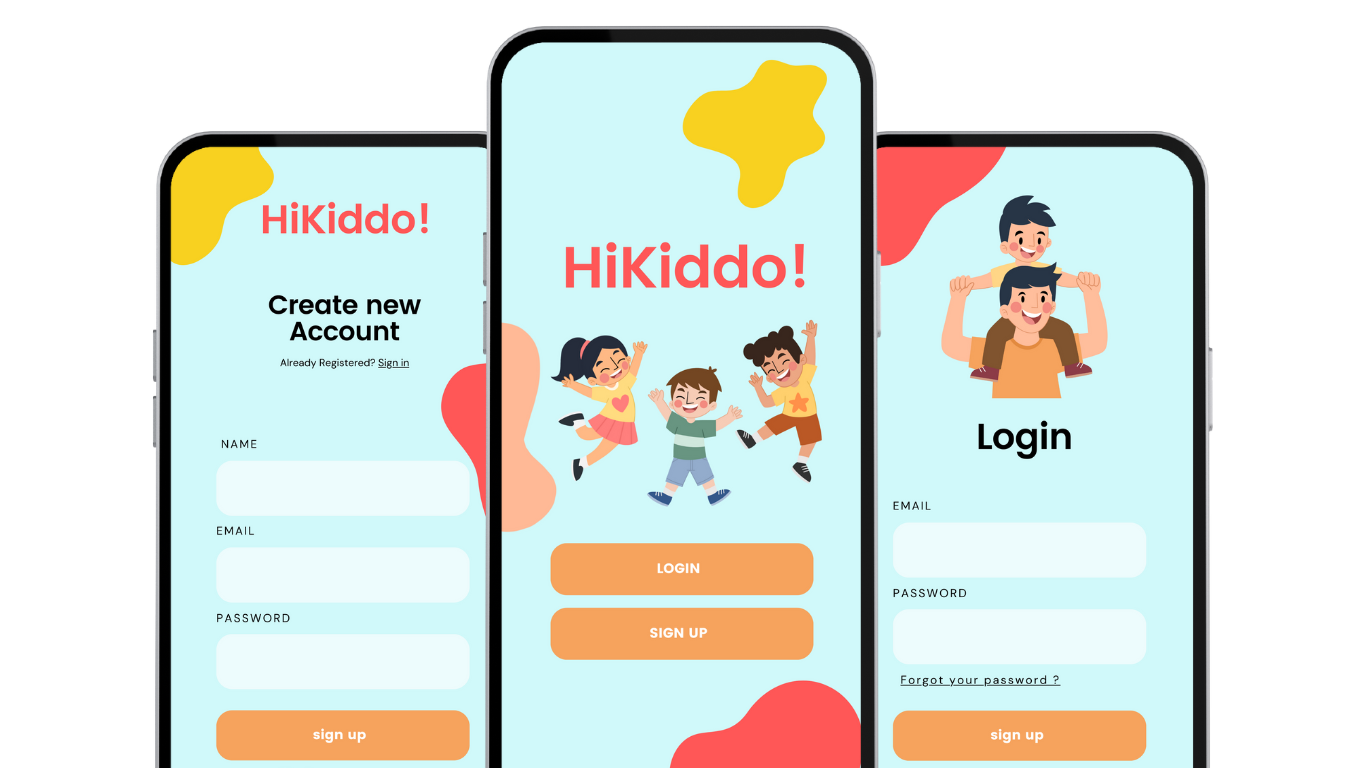 HiKiddo!
Create new
Account
Already Registered? Sign in
NAME
EMAIL
PASSWORD
sign up
HiKiddo!
LOGIN
SIGN UP
Login
EMAIL
PASSWORD
Forgot your password ?
sign up